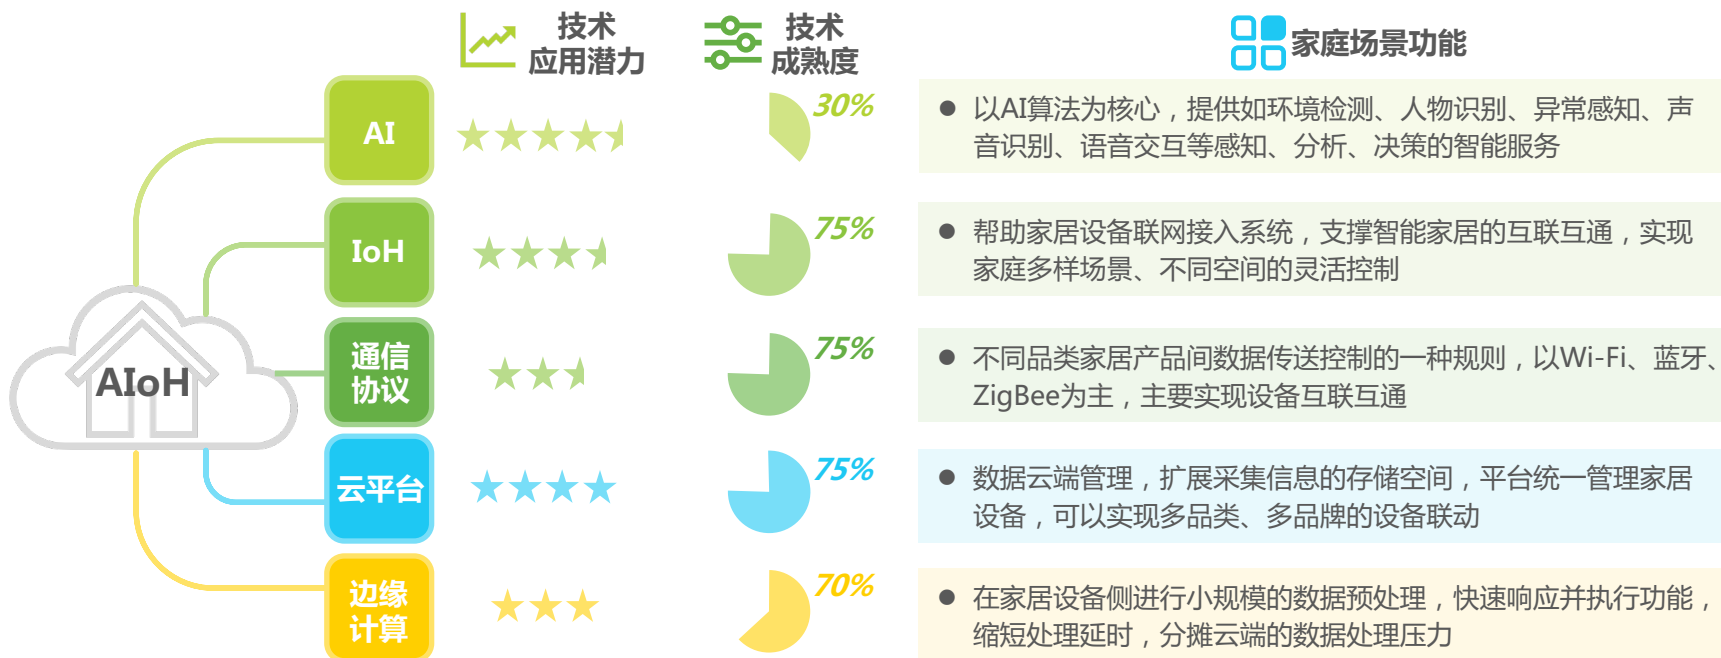 技术
应用潜力
技术
成熟度
家庭场景功能
AIoH
AI
30%
● 以AI算法为核心，提供如环境检测、人物识别、异常感知、声
音识别、语音交互等感知、分析、决策的智能服务
IoH
75%
● 帮助家居设备联网接入系统，支撑智能家居的互联互通，实现
家庭多样场景、不同空间的灵活控制
通信
协议
75%
● 不同品类家居产品间数据传送控制的一种规则，以Wi-Fi、蓝牙、
ZigBee为主，主要实现设备互联互通
云平台
75%
● 数据云端管理，扩展采集信息的存储空间，平台统一管理家居
设备，可以实现多品类、多品牌的设备联动
边缘
计算
70%
● 在家居设备侧进行小规模的数据预处理，快速响应并执行功能，
缩短处理延时，分摊云端的数据处理压力